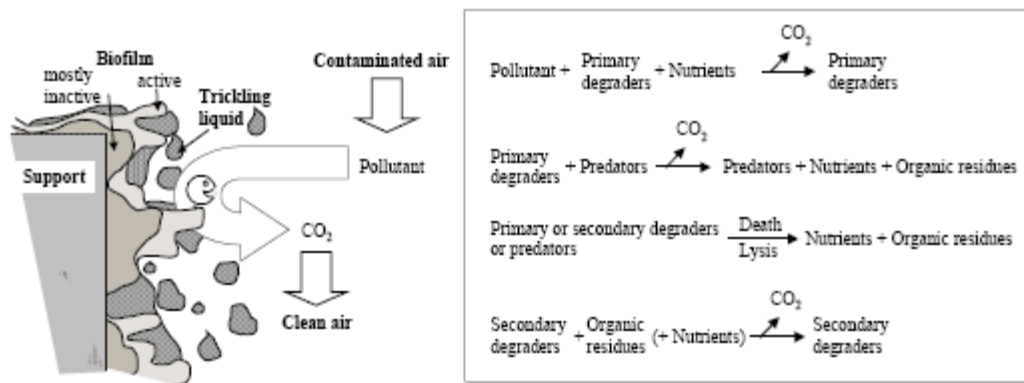 Biofilm
mostly
inactive
active
Trickling
liquid
Contaminated air
Support
Pollutant
CO2
Clean air
CO2
Pollutant + Primary degraders + Nutrients Primary degraders
CO2
Primary degraders + Predators Predators + Nutrients + Organic residues
Primary or secondary degraders or predators Death Lysis Nutrients + Organic residues
CO2
Secondary degraders + Organic residues (+ Nutrients) Secondary degraders